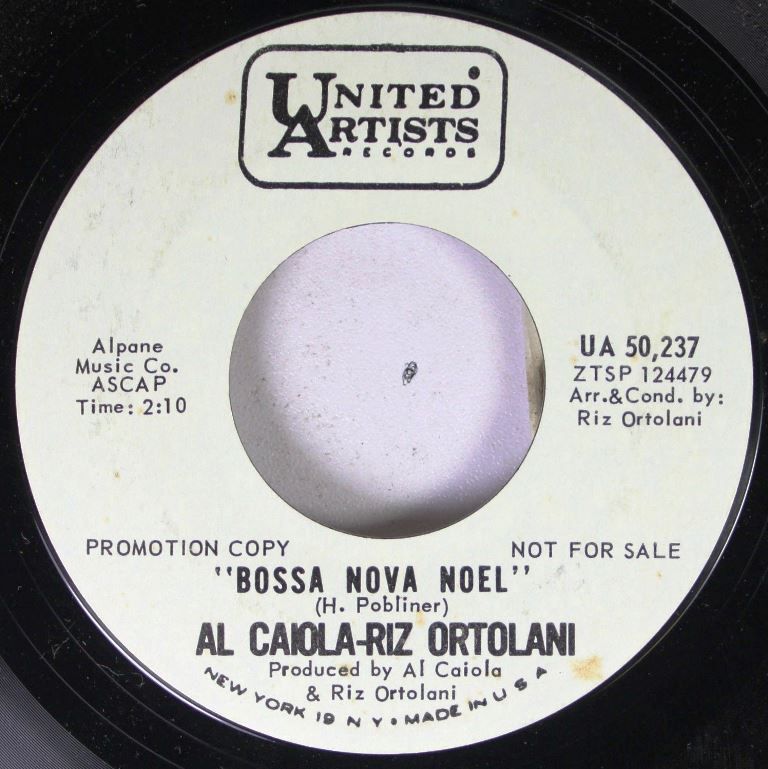 UNITED
ARTISTS®
RECORDS
Alpane
Music Co.
ASCAP
Time: 2:10
UA 50,237
ZTSP 124479
Arr.&Cond. by:
Riz Ortolani
PROMOTION COPY
NOT FOR SALE
"BOSSA NOVA NOEL"
(H. Pobliner)
AL CAIOLA-RIZ ORTOLANI
Produced by Al Caiola
& Riz Ortolani
NEW YORK 19 N Y • MADE IN U S A